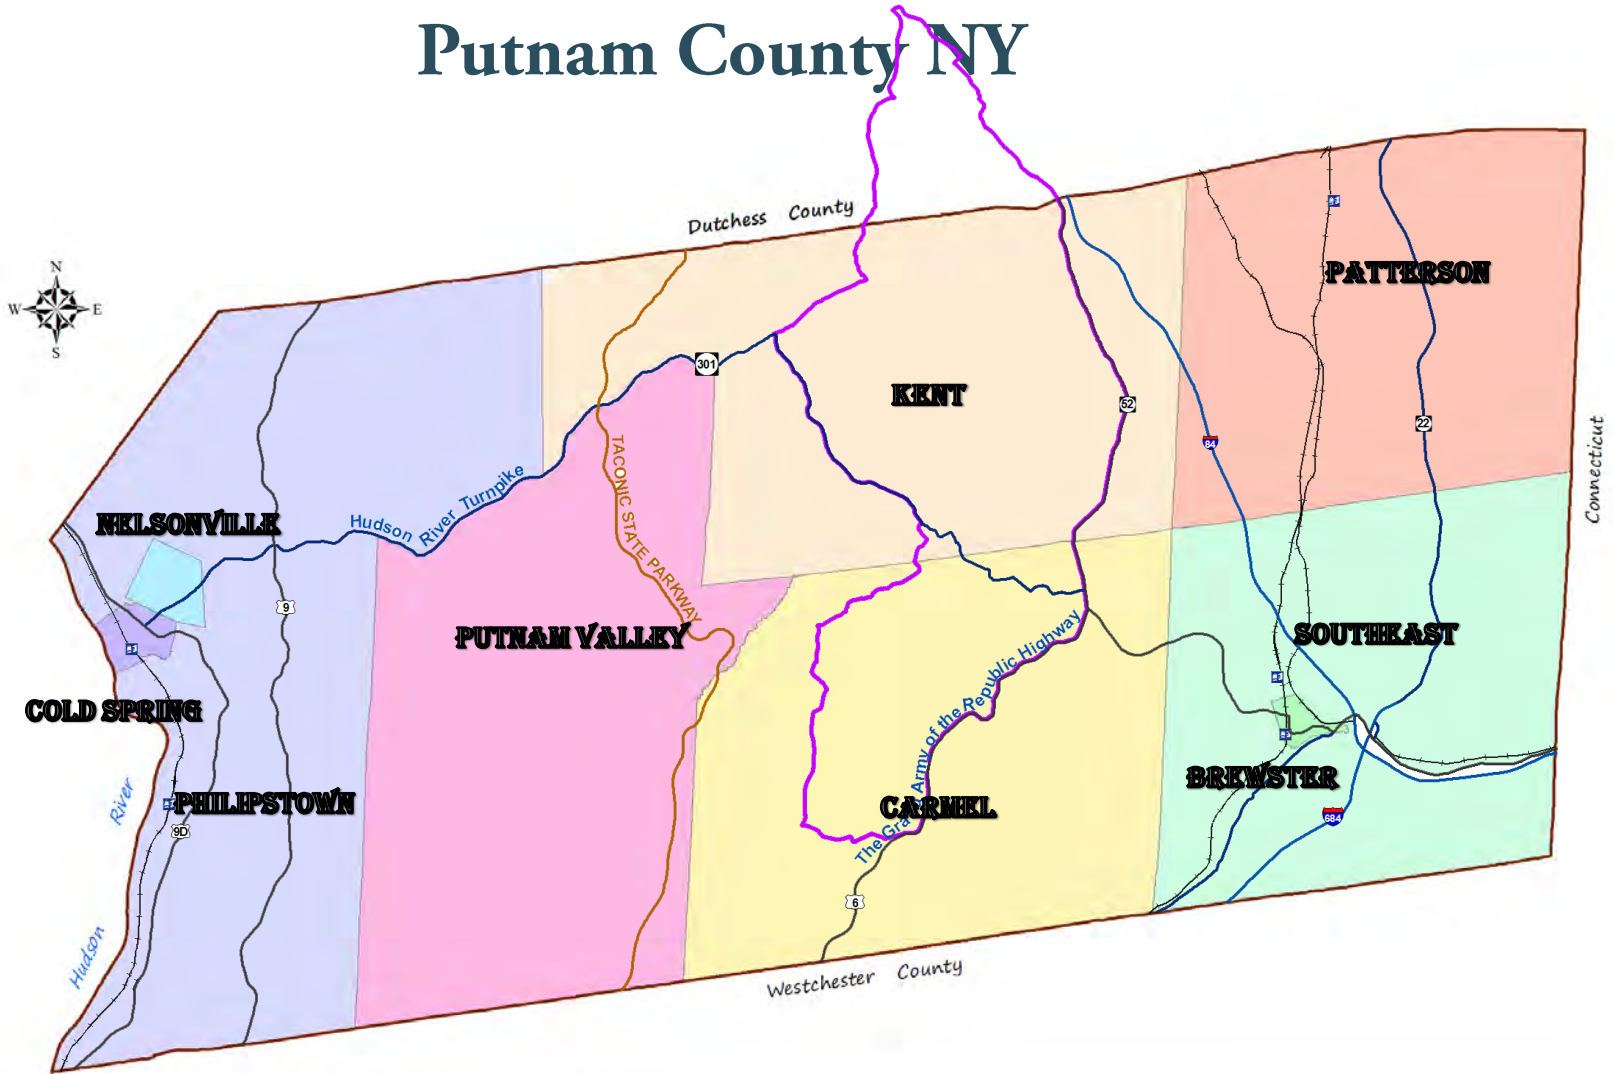 Putnam County NY
Dutchess County
N
W E
S
PATTERSON
301
KENT
52
22
84
Connecticut
TACONIC STATE PARKWAY
Hudson River Turnpike
NELSONVILLE
9
PUTNAM VALLEY
SOUTHEAST
The Gra Army of the Republic Highway
COLD SPRING
BREWSTER
PHILIPSTOWN
CARMEL
684
9D
6
Hudson River
Westchester County